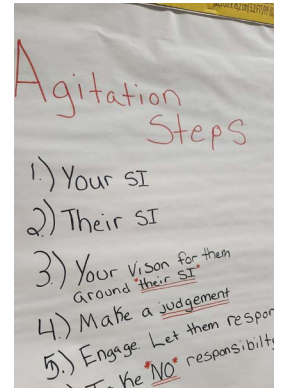 Agitation
Steps
1.) Your SI
2.) Their SI
3.) Your Vison for them
around *their SI*
4.) Make a judgement
5.) Engage. Let them
*NO* responsibilty